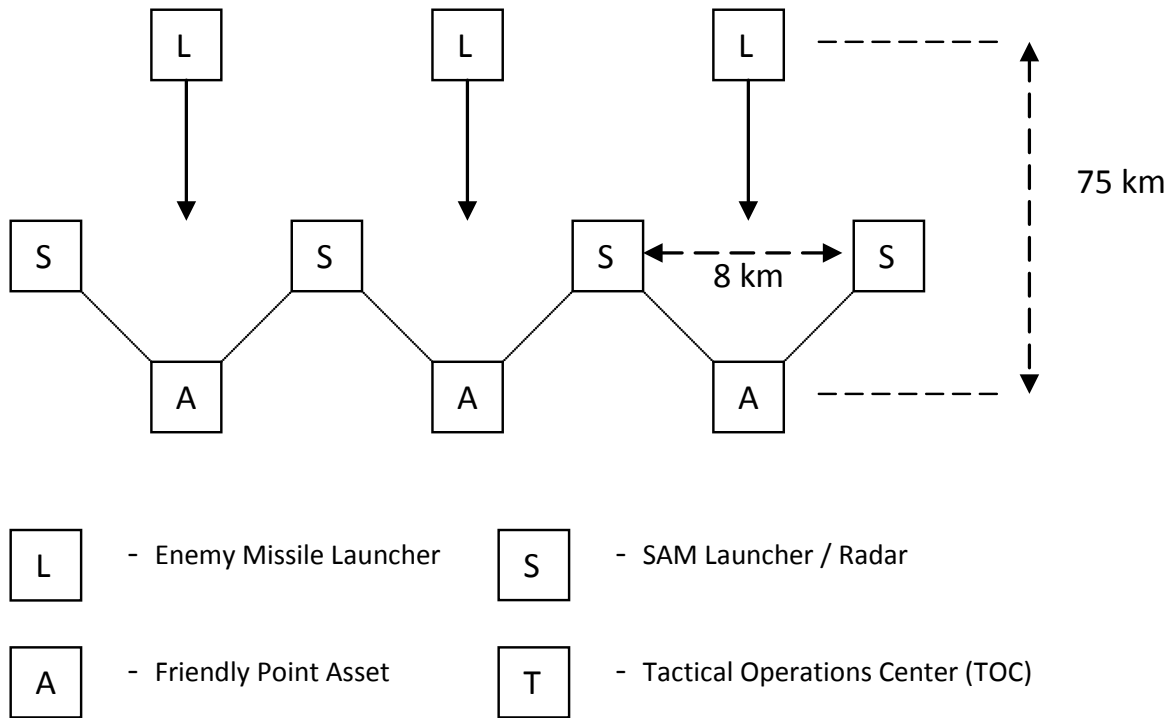 L L L
75 km
S S S S
8 km
A A A
L - Enemy Missile Launcher S - SAM Launcher / Radar
A - Friendly Point Asset T - Tactical Operations Center (TOC)